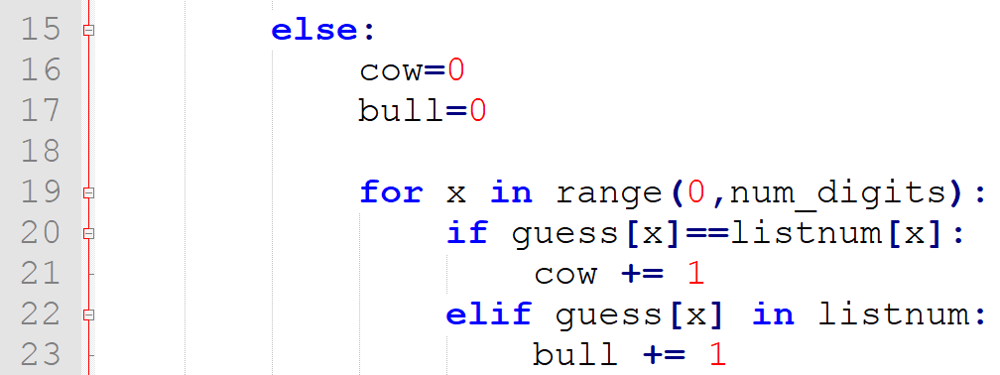 15 else:
16 cow=0
17 bull=0
18
19 for x in range(0,num_digits):
20 if guess[x]==listnum[x]:
21 cow += 1
22 elif guess[x] in listnum:
23 bull += 1